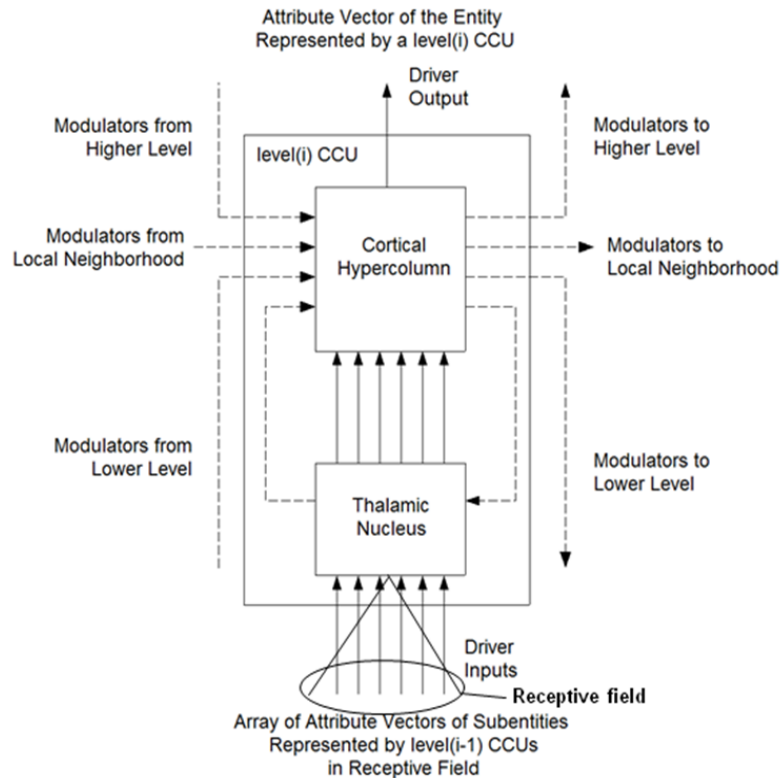 Attribute Vector of the Entity
Represented by a level(i) CCU
Driver
Output
Modulators from
Higher Level
Modulators to
Higher Level
level(i) CCU
Modulators from
Local Neighborhood
Cortical
Hypercolumn
Modulators to
Local Neighborhood
Modulators from
Lower Level
Modulators to
Lower Level
Thalamic
Nucleus
Driver
Inputs
Receptive field
Array of Attribute Vectors of Subentities
Represented by level(i-1) CCUs
in Receptive Field